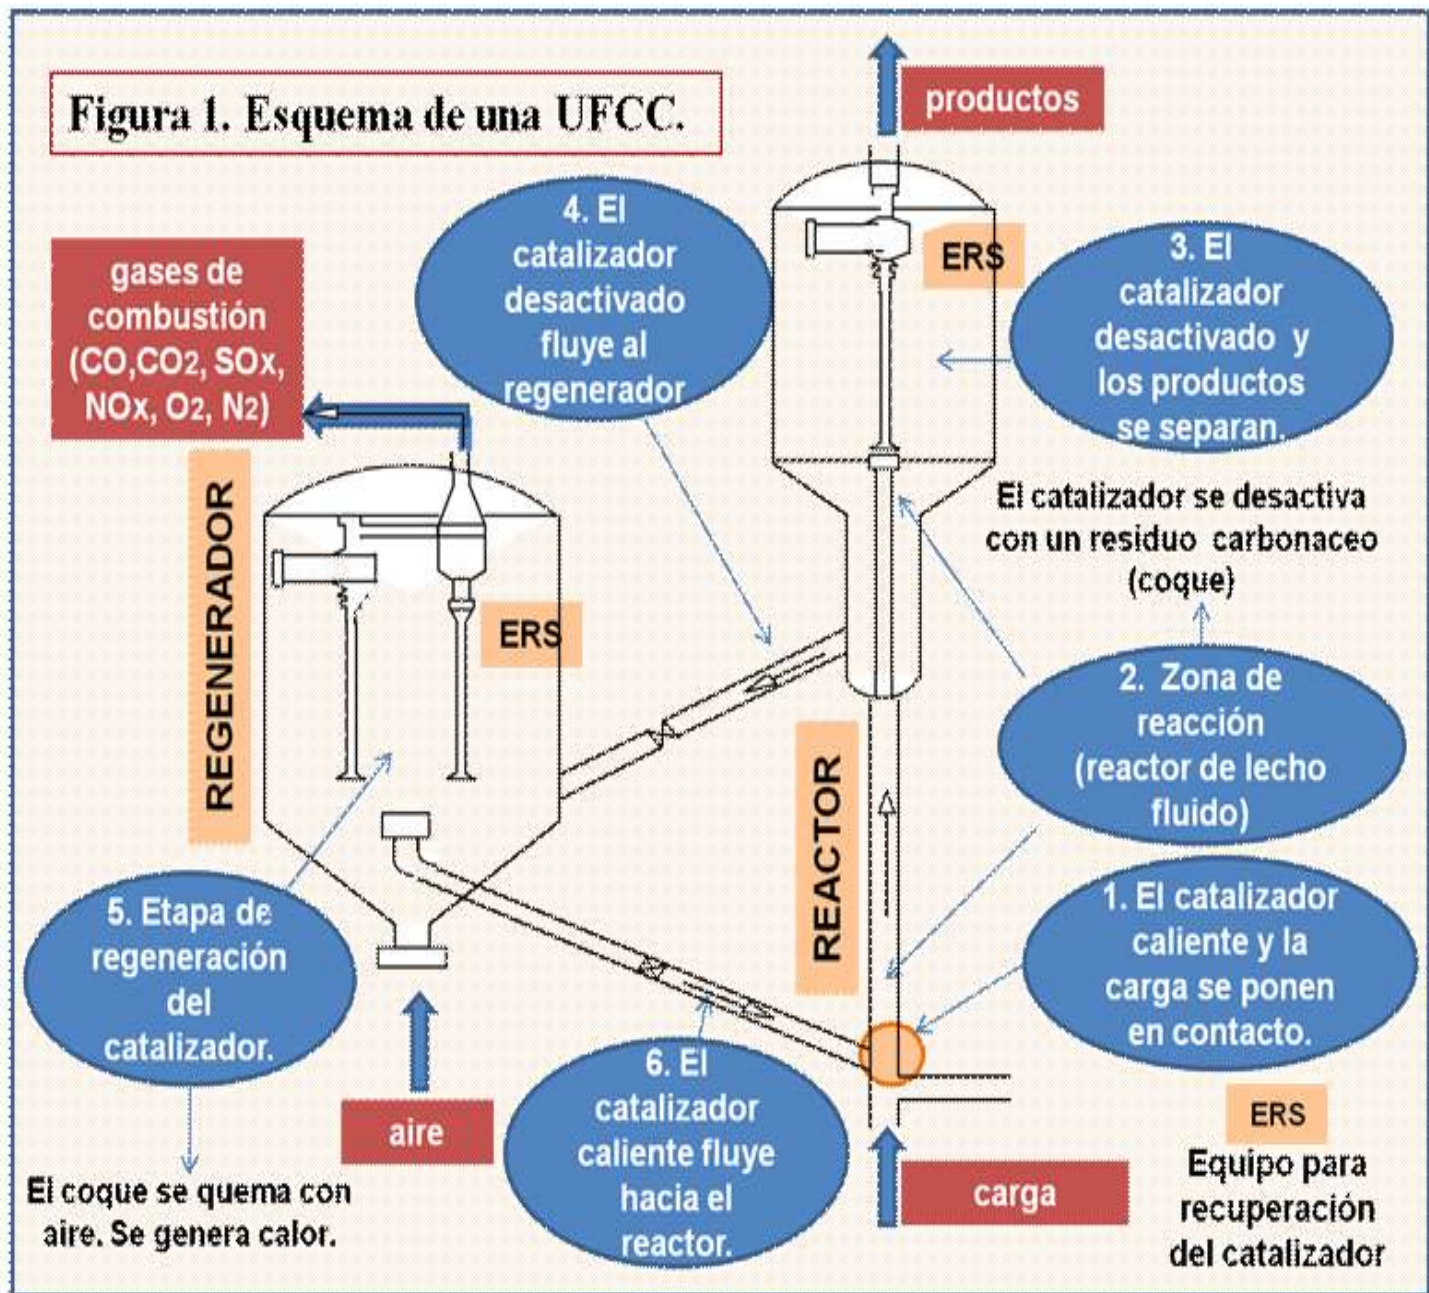 Figura 1. Esquema de una UFCC.
productos
4. El
catalizador
desactivado
fluye al
regenerador
ERS
3. El
catalizador
desactivado y
los productos
se separan.
gases de
combustión
(CO,CO2, SOx,
NOx, O2, N2)
El catalizador se desactiva
con un residuo carbonaceo
(coque)
REGENERADOR
ERS
2. Zona de
reacción
(reactor de lecho
fluido)
REACTOR
1. El catalizador
caliente y la
carga se ponen
en contacto.
5. Etapa de
regeneración
del
catalizador.
6. El
catalizador
caliente fluye
hacia el
reactor.
aire
carga
El coque se quema con
aire. Se genera calor.
ERS
Equipo para
recuperación
del catalizador